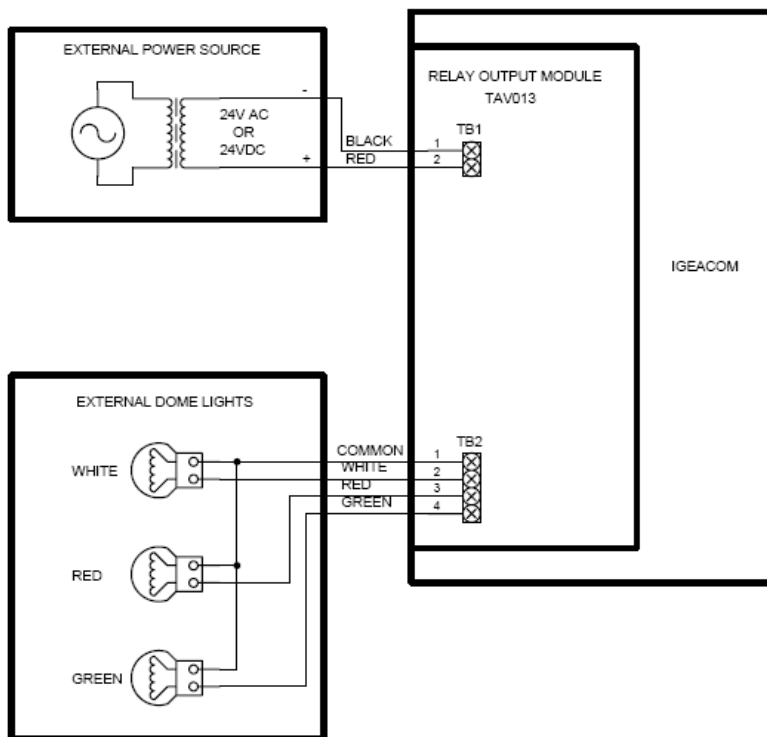 EXTERNAL POWER SOURCE
24V AC
OR
24VDC
-
+
BLACK
RED
RELAY OUTPUT MODULE
TAV013
TB1
1
2
IGEACOM
EXTERNAL DOME LIGHTS
WHITE
RED
GREEN
COMMON
WHITE
RED
GREEN
TB2
1
2
3
4